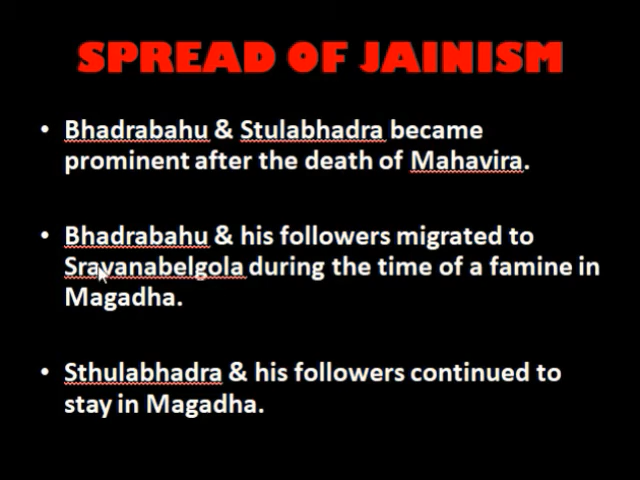 SPREAD OF JAINISM
• Bhadrabahu & Stulabhadra became
prominent after the death of Mahavira.
• Bhadrabahu & his followers migrated to
Sravanabelgola during the time of a famine in
Magadha.
• Sthulabhadra & his followers continued to
stay in Magadha.